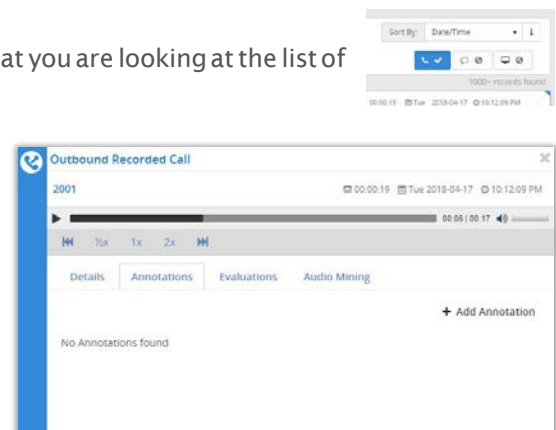 Sort By: Date/Time
at you are looking at the list of
1000+ records found
00:00:19 Tue 2018-04-17 10:12:09 PM
Outbound Recorded Call
2001
00:00:19 Tue 2018-04-17 10:12:09 PM
00:06 | 00:17
½x 1x 2x
Details Annotations Evaluations Audio Mining
+ Add Annotation
No Annotations found